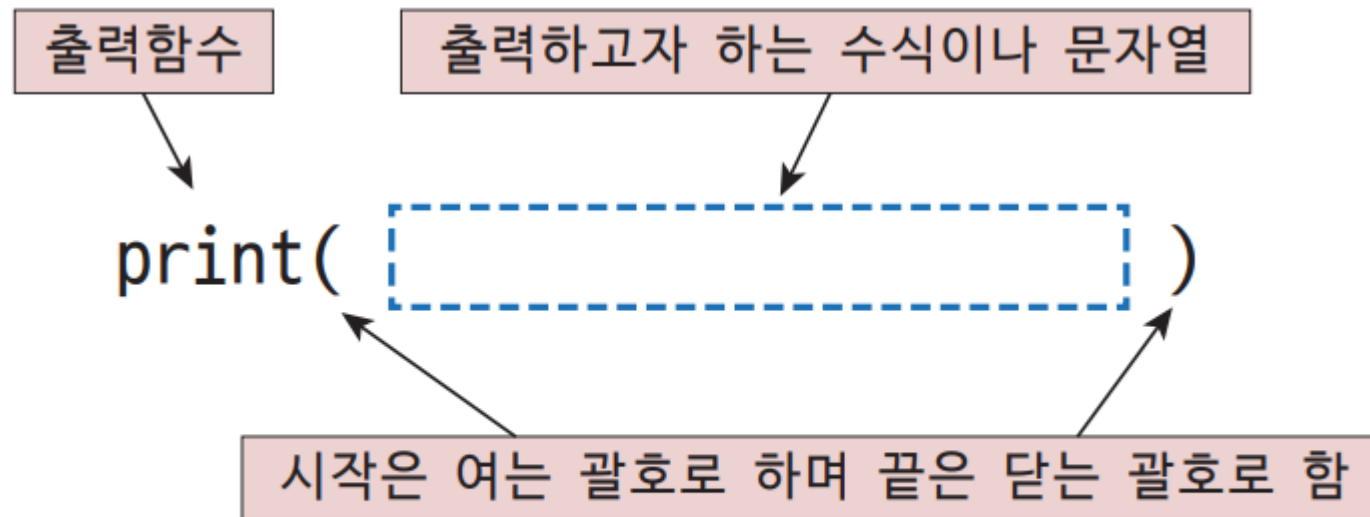 출력함수
출력하고자 하는 수식이나 문자열
print( )
시작은 여는 괄호로 하며 끝은 닫는 괄호로 함